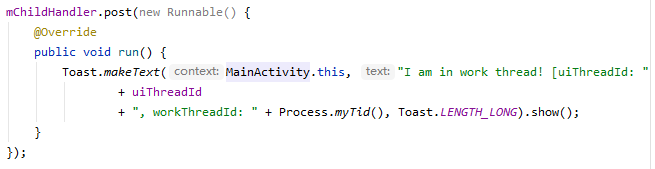 mChildHandler.post(new Runnable() {
@Override
public void run() {
Toast.makeText( context: MainActivity.this, text: "I am in work thread! [uiThreadId: "
+ uiThreadId
+ ", workThreadId: " + Process.myTid(), Toast.LENGTH_LONG).show();
}
});